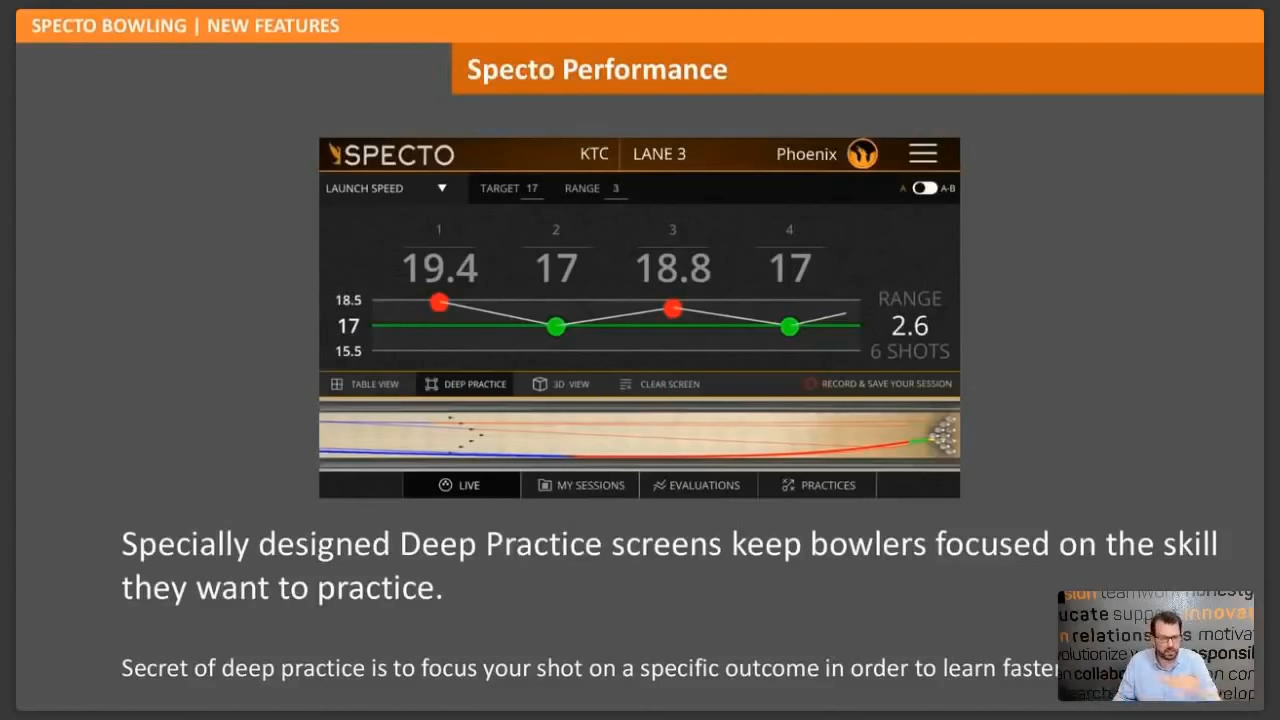 SPECTO BOWLING | NEW FEATURES
Specto Performance
SPECTO KTC LANE 3 Phoenix
LAUNCH SPEED TARGET 17 RANGE 3 A A-B
1 2 3 4
19.4 17 18.8 17
18.5
17
15.5
RANGE
2.6
6 SHOTS
TABLE VIEW DEEP PRACTICE 3D VIEW CLEAR SCREEN RECORD & SAVE YOUR SESSION
LIVE MY SESSIONS EVALUATIONS PRACTICES
Specially designed Deep Practice screens keep bowlers focused on the skill
they want to practice.
Secret of deep practice is to focus your shot on a specific outcome in order to learn faster
teamwork
innova
motiva